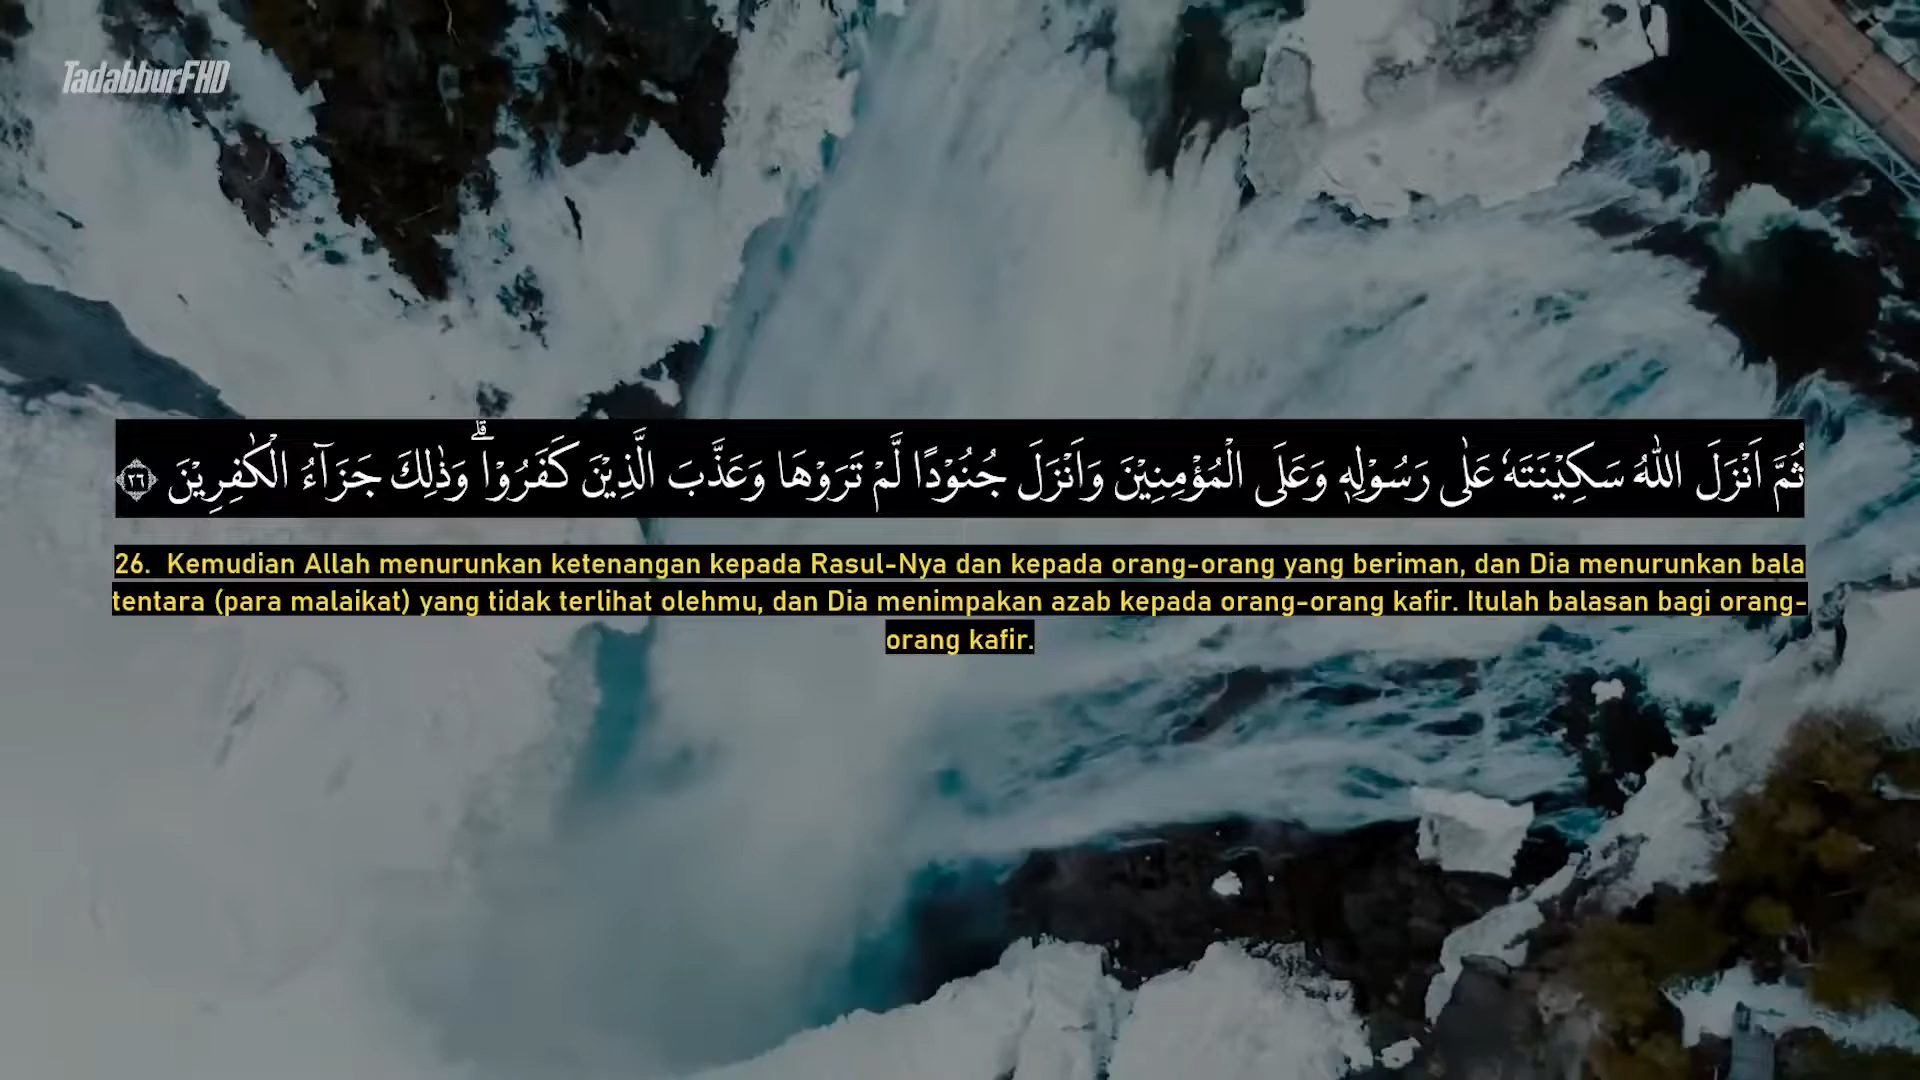 TadabburFHD
ثُمَّ اَنْزَلَ اللّٰهُ سَكِيْنَتَهٗ عَلٰى رَسُوْلِهٖ وَعَلَى الْمُؤْمِنِيْنَ وَاَنْزَلَ جُنُوْدًا لَّمْ تَرَوْهَا وَعَذَّبَ الَّذِيْنَ كَفَرُوْاۗ وَذٰلِكَ جَزَاۤءُ الْكٰفِرِيْنَ ٢٦
26. Kemudian Allah menurunkan ketenangan kepada Rasul-Nya dan kepada orang-orang yang beriman, dan Dia menurunkan bala
tentara (para malaikat) yang tidak terlihat olehmu, dan Dia menimpakan azab kepada orang-orang kafir. Itulah balasan bagi orang-
orang kafir.